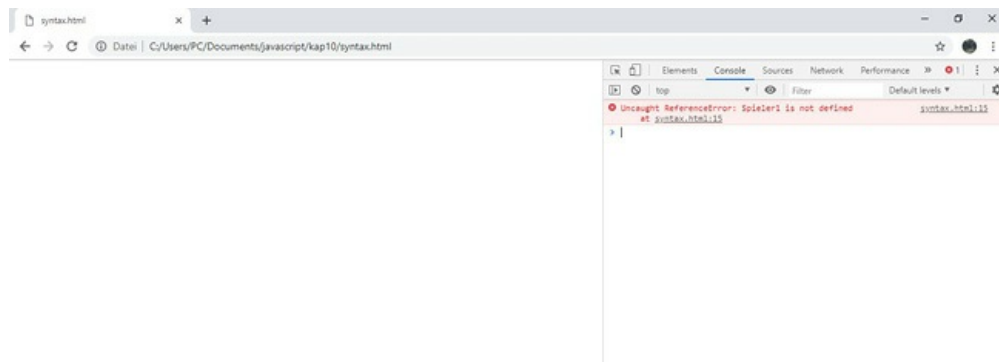 syntax.html
Datei | C:/Users/PC/Documents/javascript/kap10/syntax.html
Elements Console Sources Network Performance » 1
top Filter Default levels
Uncaught ReferenceError: Spieler1 is not defined syntax.html:15
at syntax.html:15